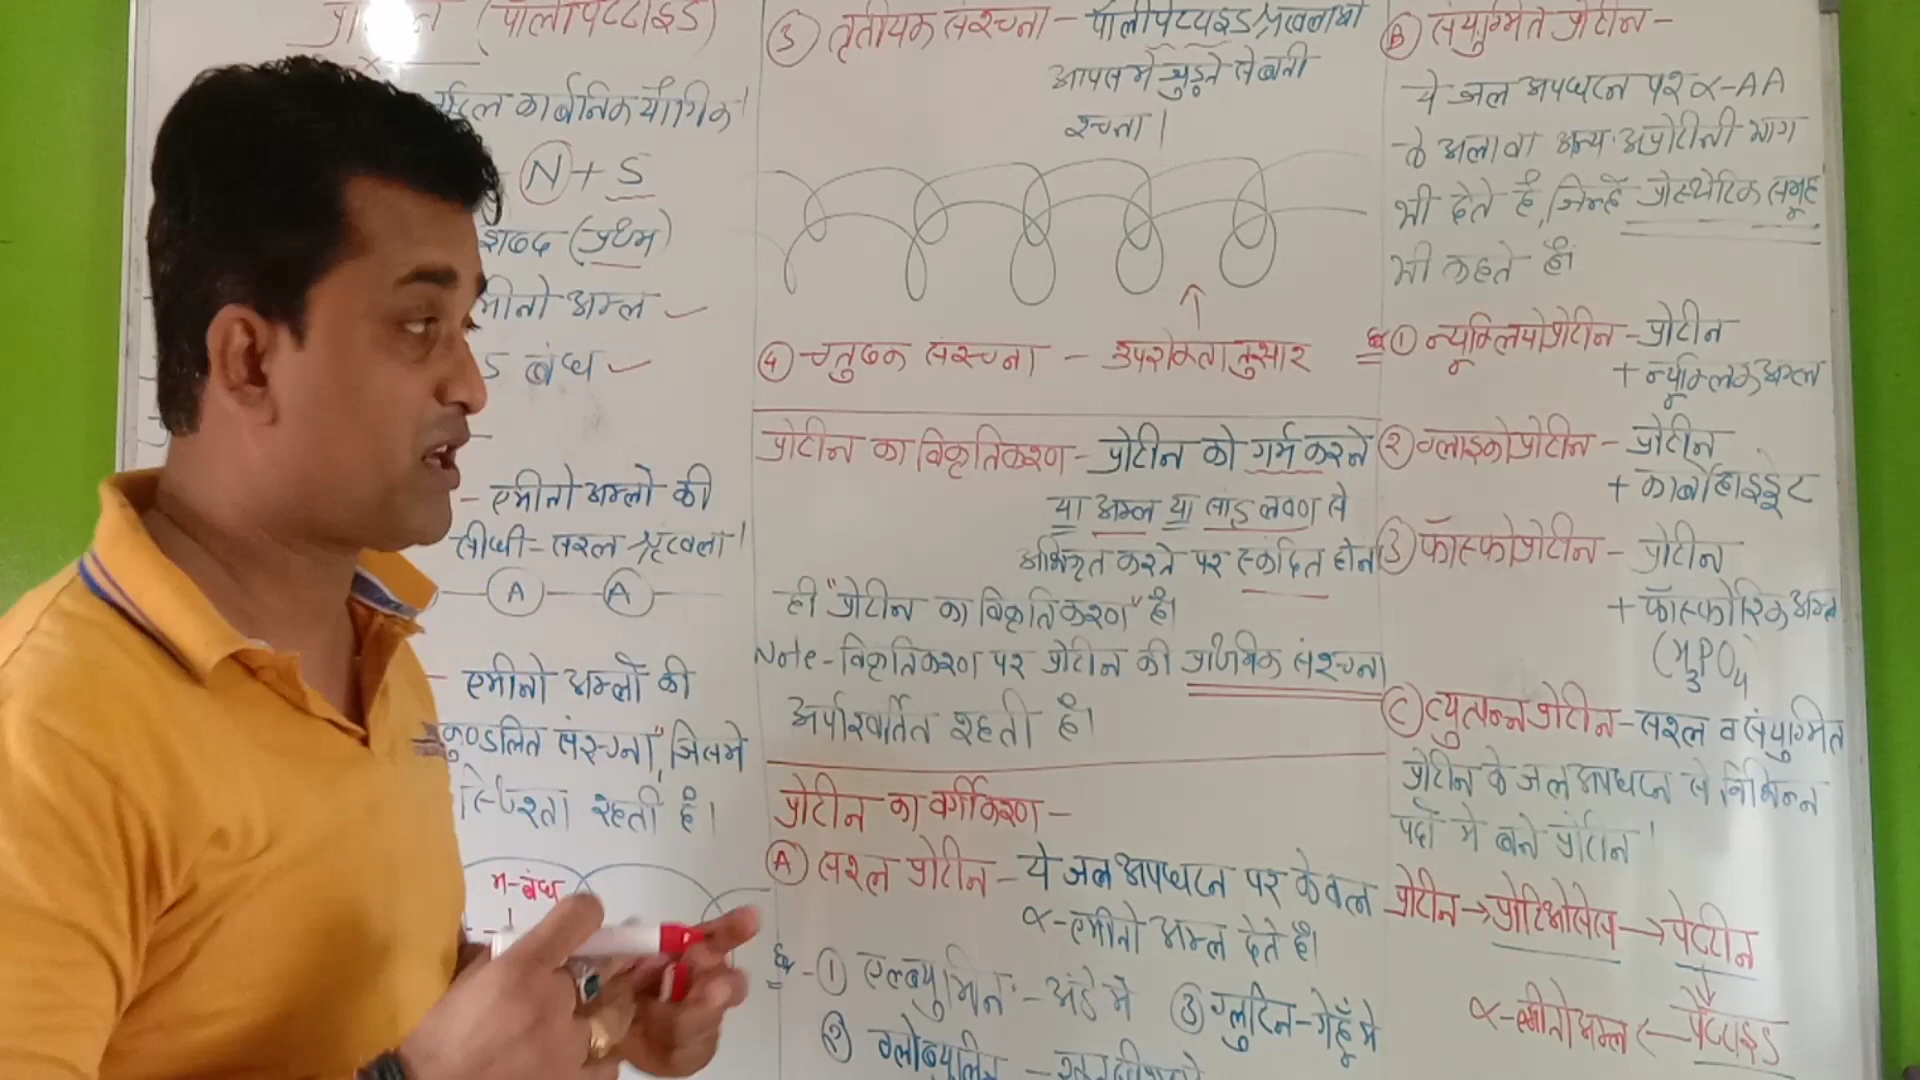 (पॉलीपेप्टाइड)
कार्बनिक यौगिक।
(N) + S
शब्द (प्रथम)
अम्ल ✓
S बंध ✓
- एमीनो अम्लों की
सीधी - सरल श्रृंखला।
(A) (A)
- एमीनो अम्लों की
कुण्डलित संरचना", जिसमें
स्थिरता रहती है।
H-बंध
③ तृतीयक संरचना - पॉलीपेप्टाइड श्रृंखलाओं
आपस में जुड़ने से बनी
रचना।
④ चतुष्क संरचना - उपरोक्तानुसार
प्रोटीन का विकृतिकरण - प्रोटीन को गर्म करने
या अम्ल या सांद्र लवण से
अभिकृत करने पर स्कंदित होना
ही "प्रोटीन का विकृतिकरण" है।
Note - विकृतिकरण पर प्रोटीन की प्राथमिक संरचना
अपरिवर्तित रहती है।
प्रोटीन का वर्गीकरण -
(A) सरल प्रोटीन - ये जल अपघटन पर केवल
α-एमीनो अम्ल देते है।
Ex - ① एल्ब्युमिन - अंडे मे ③ ग्लुटिन - गेहूँ मे
② ग्लोब्यूलिन -
(B) संयुग्मित प्रोटीन -
ये जल अपघटन पर α-AA
के अलावा अन्य अप्रोटीनी भाग
भी देते है, जिन्हें प्रोस्थेटिक समूह
भी कहते हैं।
Ex ① न्यूक्लियोप्रोटीन - प्रोटीन
+ न्यूक्लिक अम्ल
② ग्लाइकोप्रोटीन - प्रोटीन
+ कार्बोहाइड्रेट
③ फॉस्फोप्रोटीन - प्रोटीन
+ फॉस्फोरिक अम्ल
(H₃PO₄
(C) व्युत्पन्न प्रोटीन - सरल व संयुग्मित
प्रोटीन के जल अपघटन से विभिन्न
पदों मे बने प्रोटीन।
प्रोटीन → प्रोटिओसेस → पेप्टोन
α-एमीनो अम्ल ← पेप्टाइड